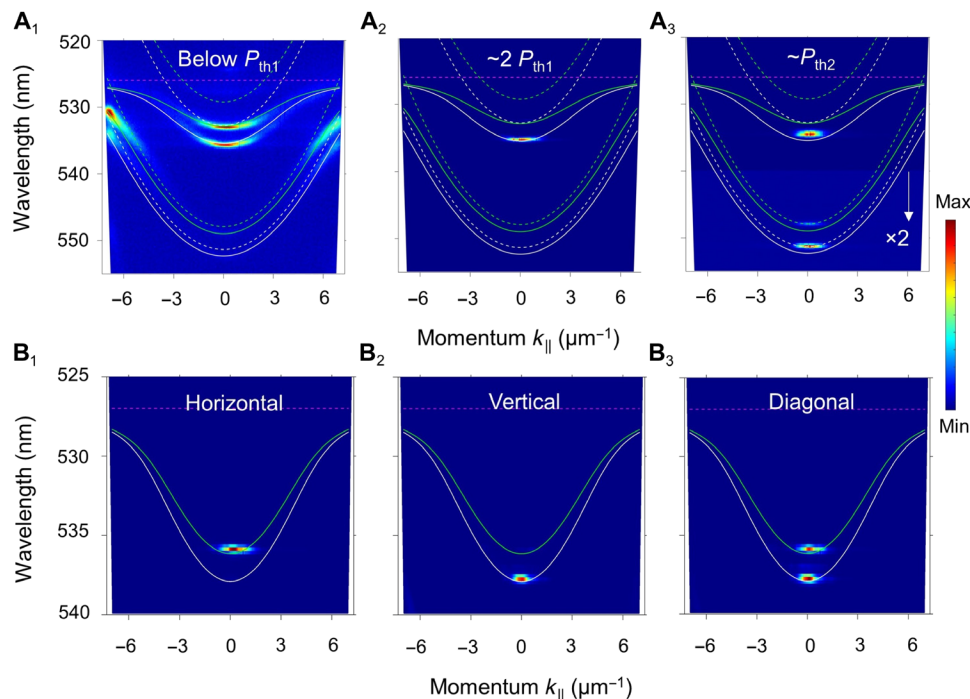 A1 A2 A3
Below Pth1 ~2 Pth1 ~Pth2
Wavelength (nm)
520
530
540
550
×2
Max
Min
−6 −3 0 3 6 −6 −3 0 3 6 −6 −3 0 3 6
Momentum k|| (µm−1)
B1 B2 B3
Horizontal Vertical Diagonal
Wavelength (nm)
525
530
535
540
−6 −3 0 3 6 −6 −3 0 3 6 −6 −3 0 3 6
Momentum k|| (µm−1)